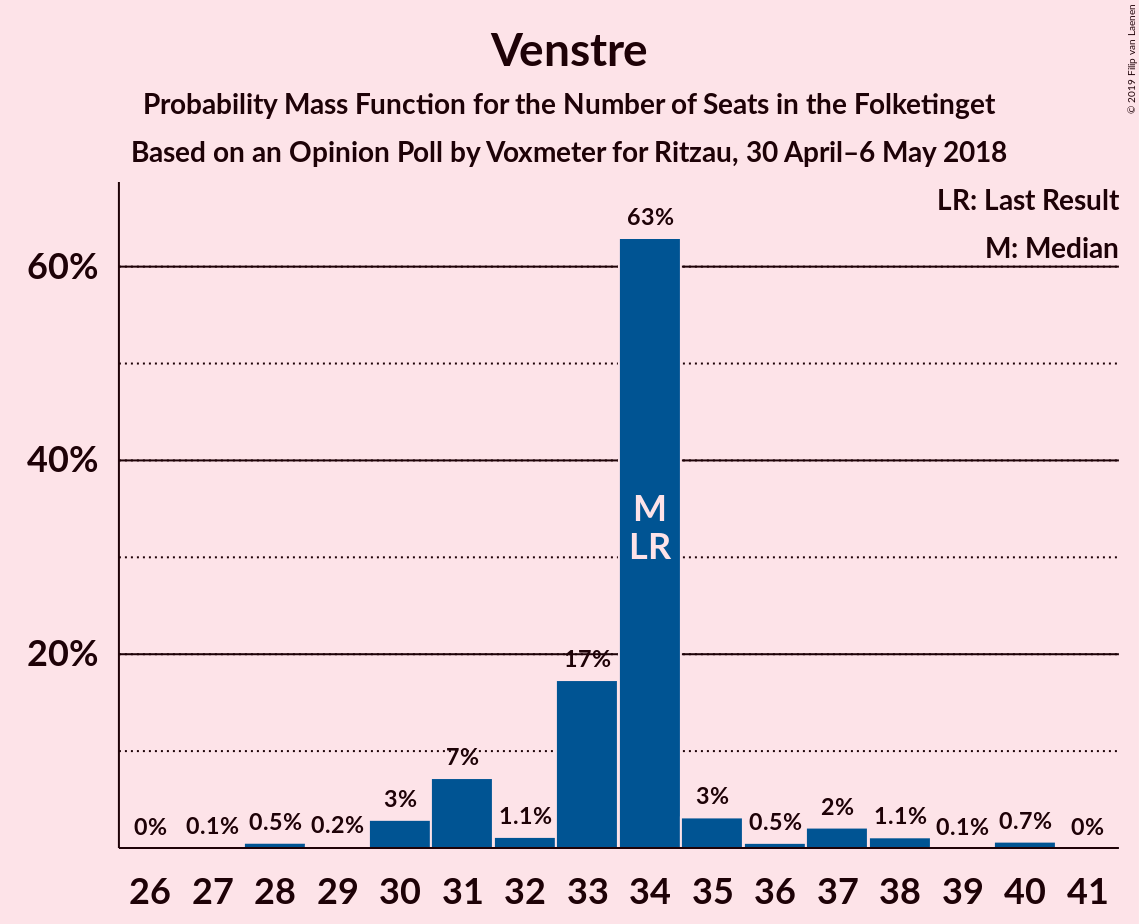 Venstre
Probability Mass Function for the Number of Seats in the Folketinget
Based on an Opinion Poll by Voxmeter for Ritzau, 30 April–6 May 2018
© 2019 Filip van Laenen
LR: Last Result
M: Median
60%
40%
20%
0%
0.1%
0.5%
0.2%
3%
7%
1.1%
17%
63%
M
LR
3%
0.5%
2%
1.1%
0.1%
0.7%
0%
26 27 28 29 30 31 32 33 34 35 36 37 38 39 40 41